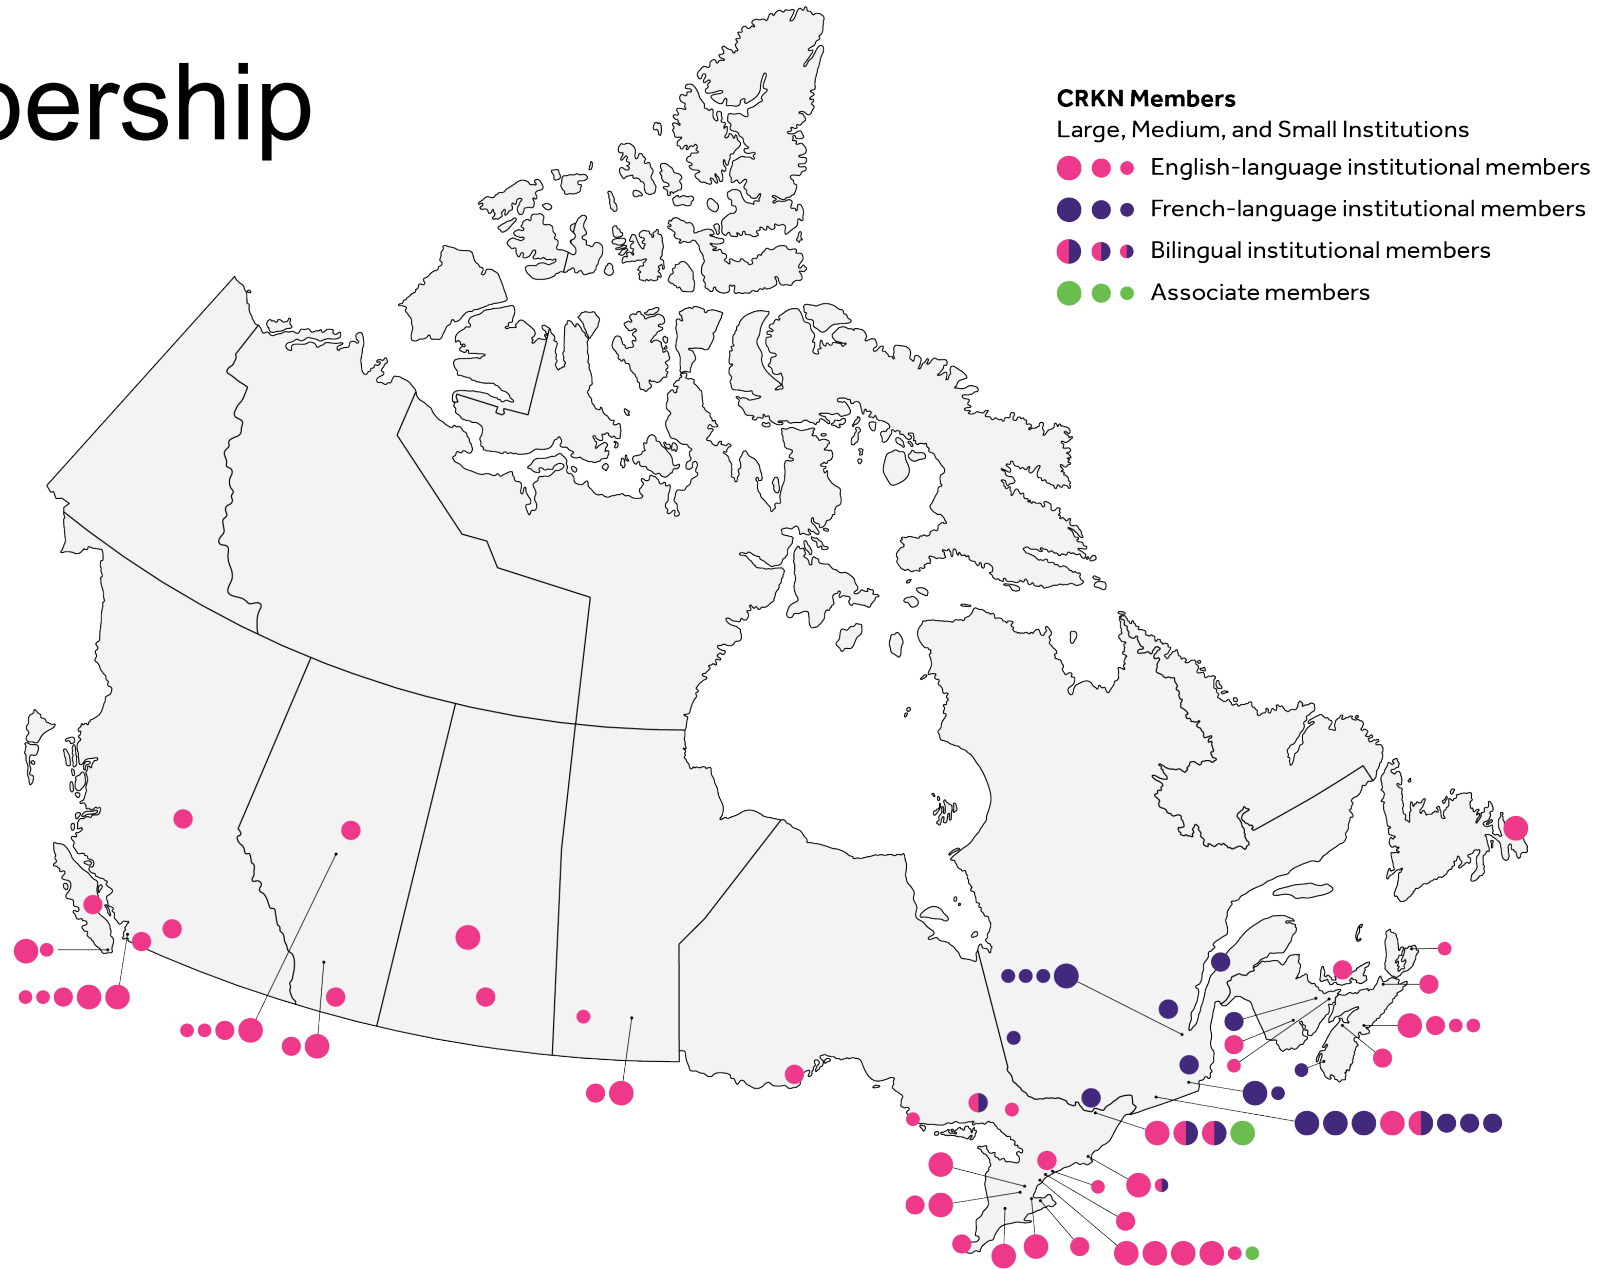 bership
CRKN Members
Large, Medium, and Small Institutions
English-language institutional members
French-language institutional members
Bilingual institutional members
Associate members